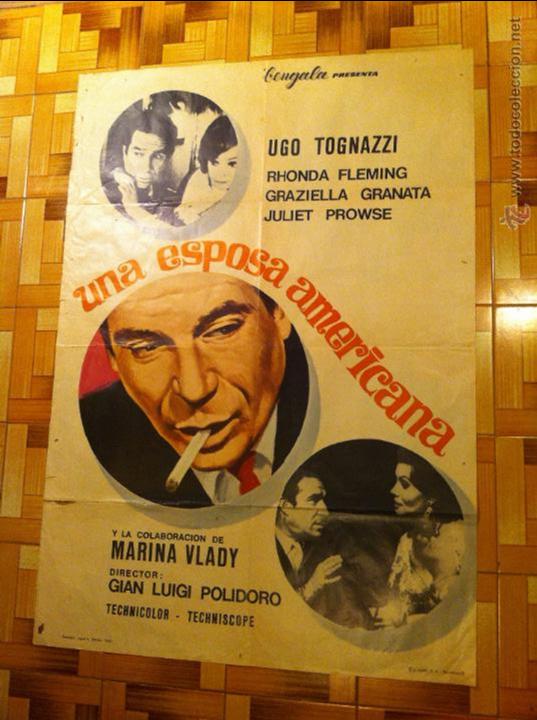 Bengala PRESENTA
UGO TOGNAZZI
RHONDA FLEMING
GRAZIELLA GRANATA
JULIET PROWSE
una esposa americana
Y LA COLABORACION DE
MARINA VLADY
DIRECTOR:
GIAN LUIGI POLIDORO
TECHNICOLOR - TECHNISCOPE
www.todocoleccion.net